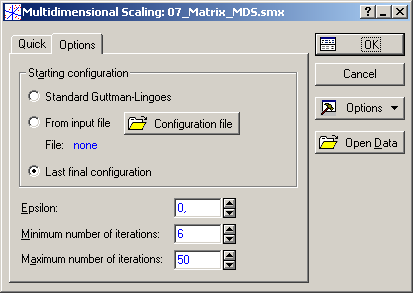 Multidimensional Scaling: 07_Matrix_MDS.smx
? _ ×
Quick Options
OK
Starting configuration
Cancel
Standard Guttman-Lingoes
Options
From input file Configuration file
File: none
Open Data
Last final configuration
Epsilon: 0,
Minimum number of iterations: 6
Maximum number of iterations: 50